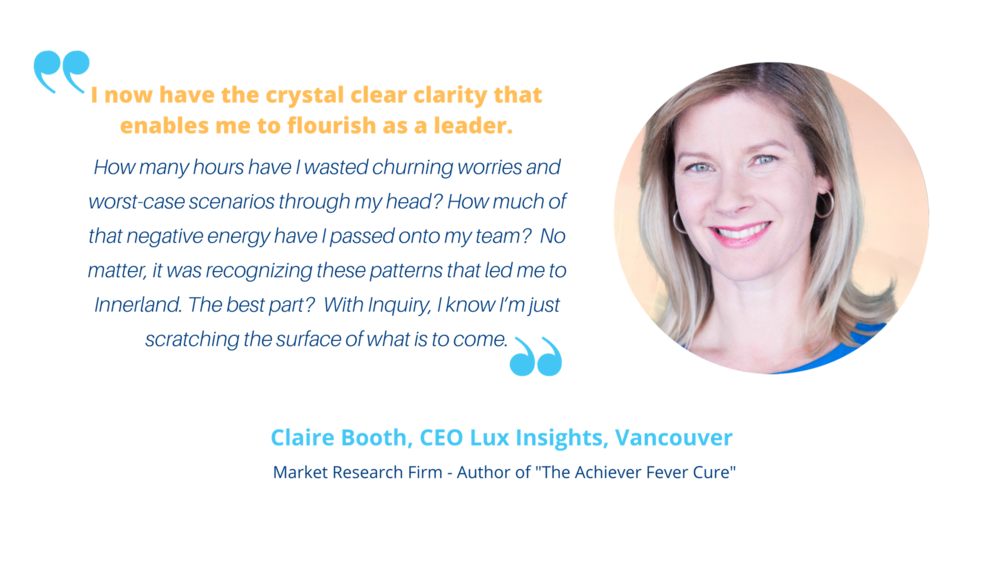 I now have the crystal clear clarity that
enables me to flourish as a leader.
How many hours have I wasted churning worries and
worst-case scenarios through my head? How much of
that negative energy have I passed onto my team?  No
matter, it was recognizing these patterns that led me to
Innerland. The best part?  With Inquiry, I know I’m just
scratching the surface of what is to come.
Claire Booth, CEO Lux Insights, Vancouver
Market Research Firm - Author of "The Achiever Fever Cure"